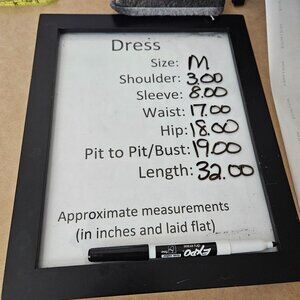 Dress
Size: M
Shoulder: 3.00
Sleeve: 8.00
Waist: 17.00
Hip: 18.00
Pit to Pit/Bust: 19.00
Length: 32.00
Approximate measurements
(in inches and laid flat)
EXPO